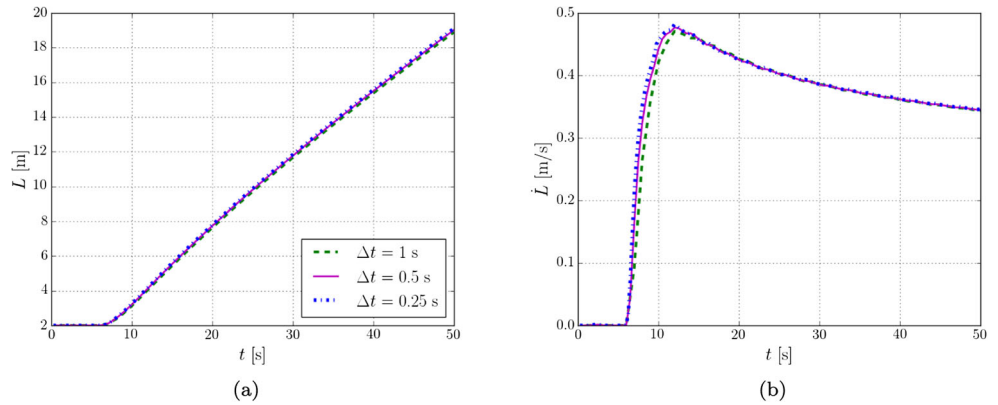 20
18
16
14
12
10
8
6
4
2
L [m]
0 10 20 30 40 50
t [s]
Δt = 1 s
Δt = 0.5 s
Δt = 0.25 s
(a)
0.5
0.4
0.3
0.2
0.1
0.0
L̇ [m/s]
0 10 20 30 40 50
t [s]
(b)